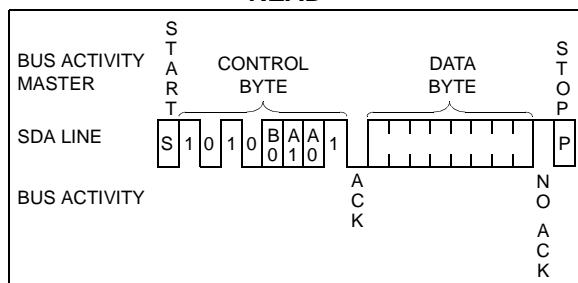 BUS ACTIVITY
MASTER
START
CONTROL
BYTE
DATA
BYTE
STOP
SDA LINE
S 1 0 1 0 B0 A1 A0 1 P
BUS ACTIVITY
ACK
NO ACK